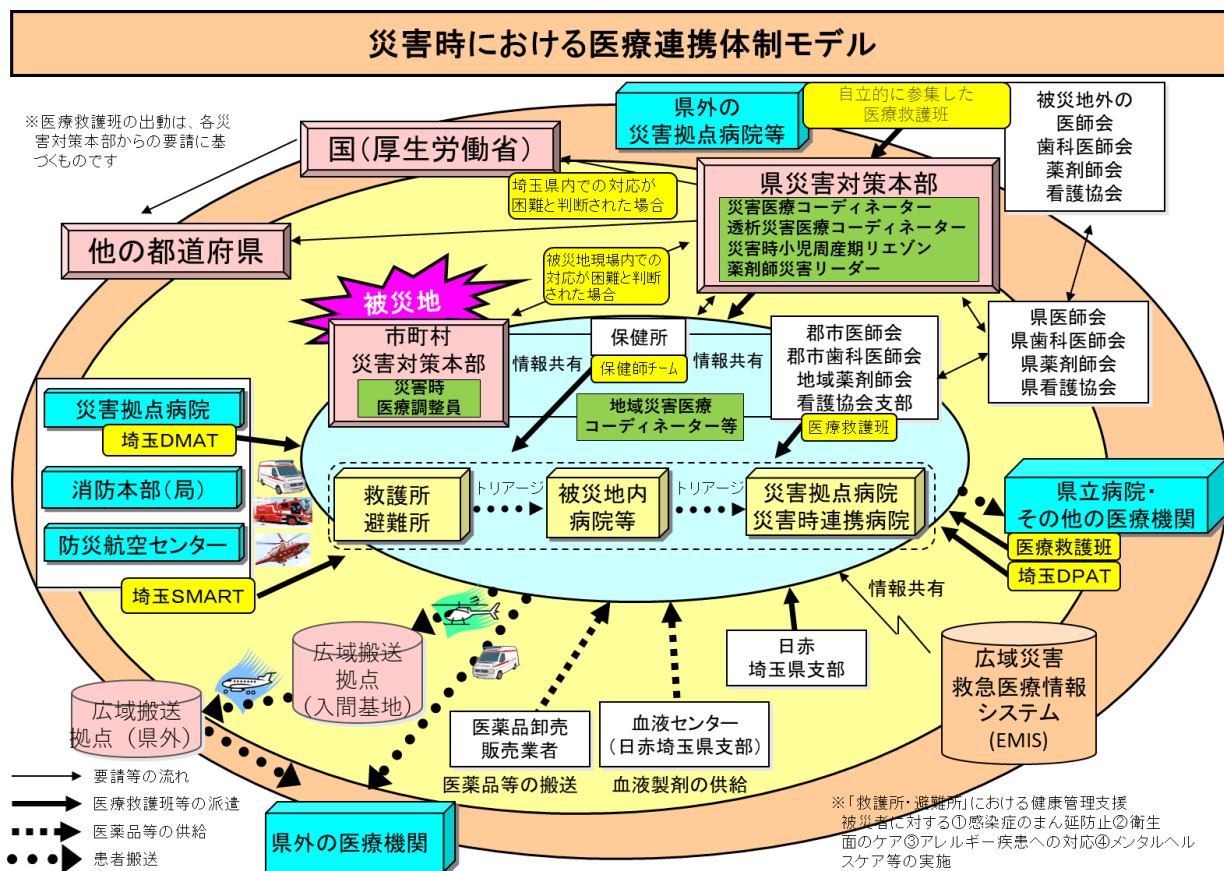 災害時における医療連携体制モデル
※医療救護班の出動は、各災
害対策本部からの要請に基
づくものです
国(厚生労働省)
他の都道府県
県外の
災害拠点病院等
自立的に参集した
医療救護班
被災地外の
医師会
歯科医師会
薬剤師会
看護協会
埼玉県内での対応が
困難と判断された場合
県災害対策本部
災害医療コーディネーター
透析災害医療コーディネーター
災害時小児周産期リエゾン
薬剤師災害リーダー
被災地現場内での
対応が困難と判断
された場合
被災地
市町村
災害対策本部
災害時
医療調整員
情報共有
保健所
保健師チーム
情報共有
地域災害医療
コーディネーター等
郡市医師会
郡市歯科医師会
地域薬剤師会
看護協会支部
医療救護班
県医師会
県歯科医師会
県薬剤師会
県看護協会
災害拠点病院
埼玉DMAT
消防本部(局)
防災航空センター
埼玉SMART
救護所
避難所
トリアージ
被災地内
病院等
トリアージ
災害拠点病院
災害時連携病院
県立病院・
その他の医療機関
医療救護班
埼玉DPAT
情報共有
広域災害
救急医療情報
システム
(EMIS)
日赤
埼玉県支部
広域搬送
拠点
(入間基地)
広域搬送
拠点(県外)
医薬品卸売
販売業者
医薬品等の搬送
血液センター
(日赤埼玉県支部)
血液製剤の供給
県外の医療機関
要請等の流れ
医療救護班等の派遣
医薬品等の供給
患者搬送
※「救護所・避難所」における健康管理支援
被災者に対する①感染症のまん延防止②衛生
面のケア③アレルギー疾患への対応④メンタルヘル
スケア等の実施